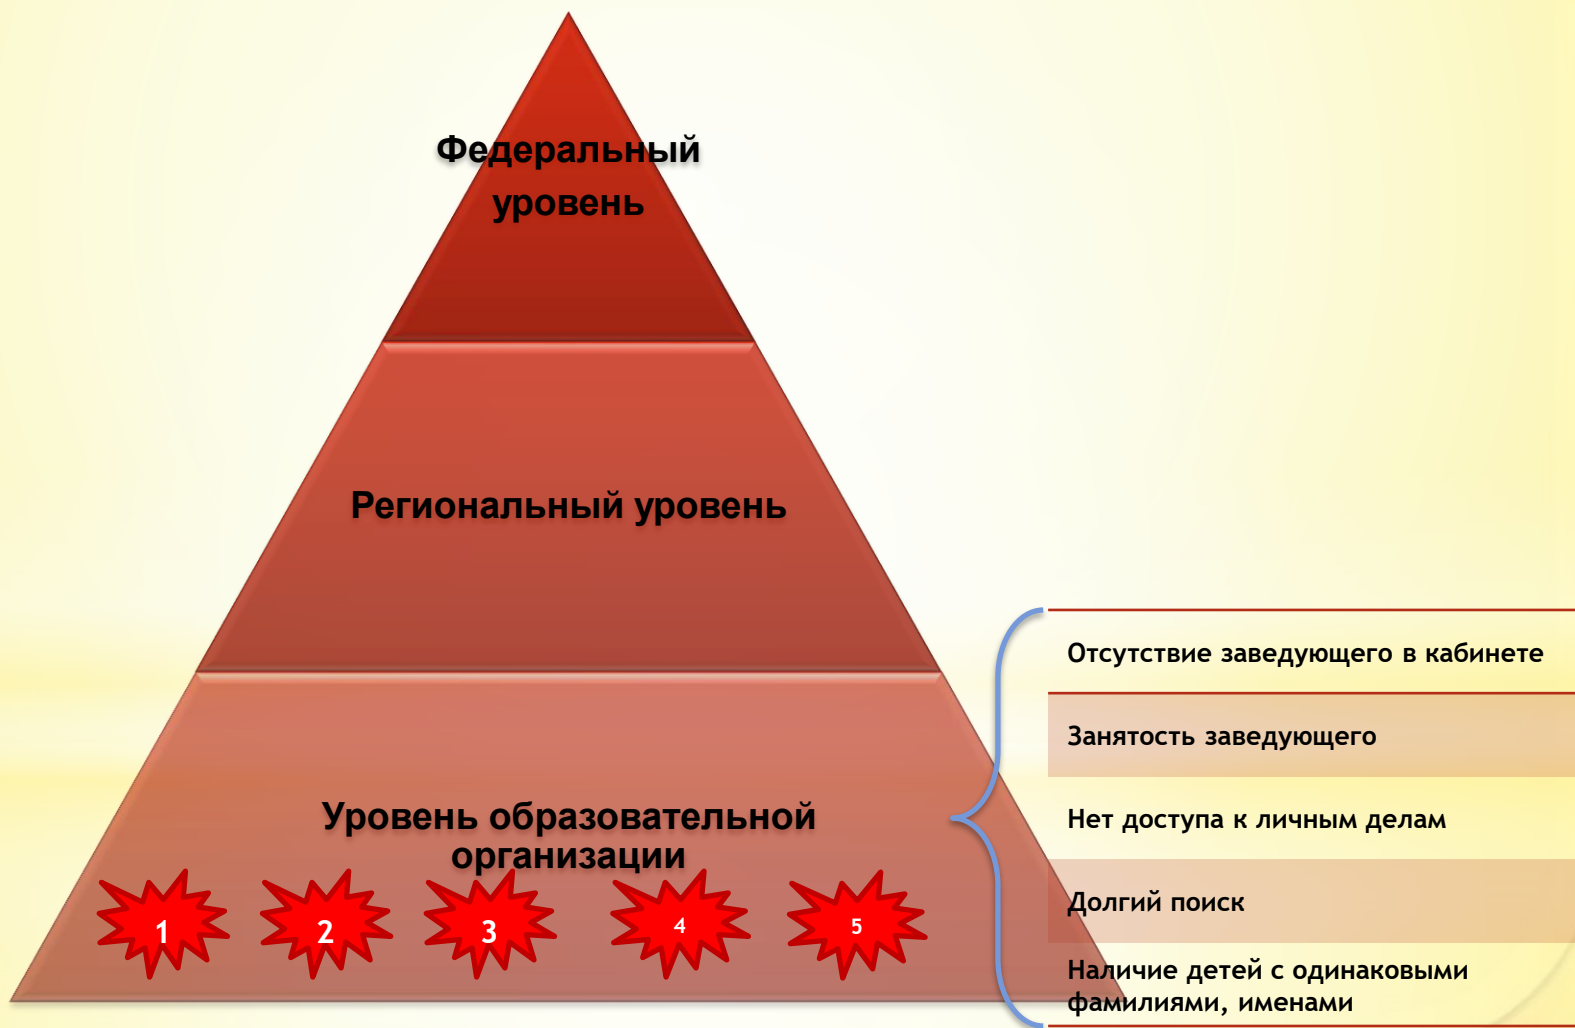 Федеральный
уровень
Региональный уровень
Уровень образовательной
организации
1 2 3 4 5
Отсутствие заведующего в кабинете
Занятость заведующего
Нет доступа к личным делам
Долгий поиск
Наличие детей с одинаковыми
фамилиями, именами